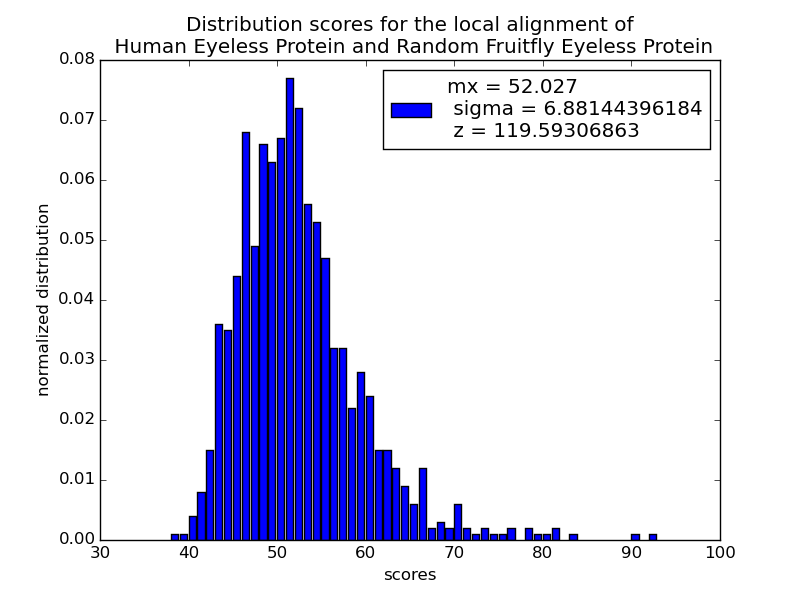 Distribution scores for the local alignment of
Human Eyeless Protein and Random Fruitfly Eyeless Protein
mx = 52.027
sigma = 6.88144396184
z = 119.59306863
0.08
0.07
0.06
0.05
0.04
0.03
0.02
0.01
0.00
normalized distribution
30 40 50 60 70 80 90 100
scores